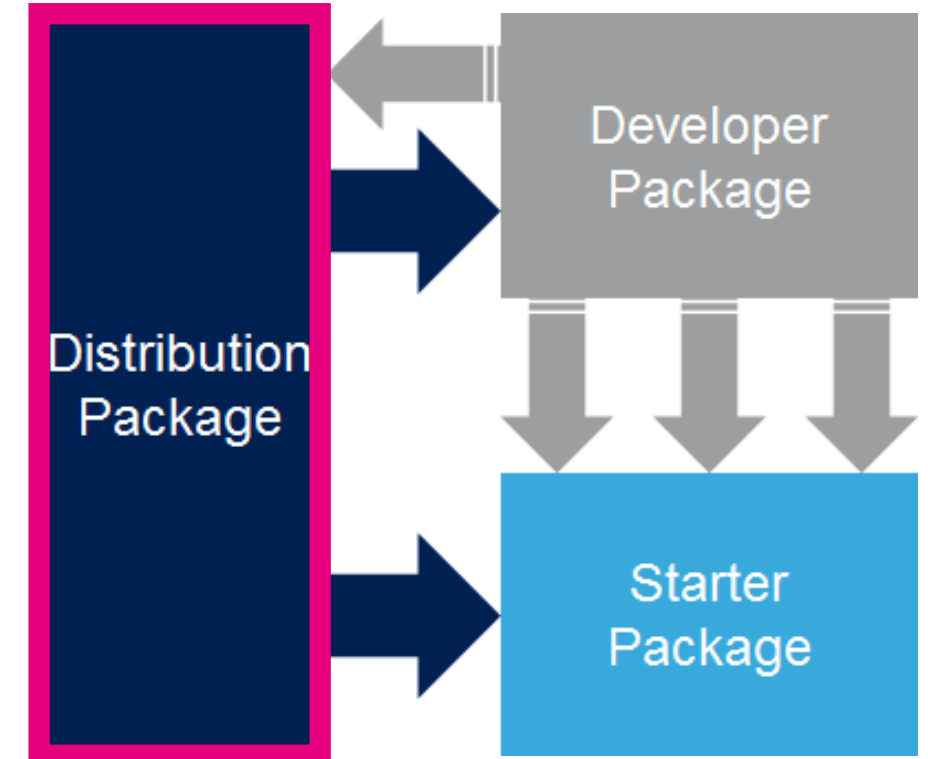 Distribution
Package
Developer
Package
Starter
Package